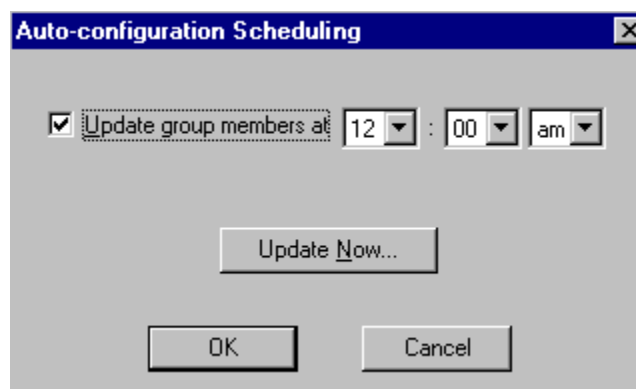 Auto-configuration Scheduling
Update group members at 12 : 00 am
Update Now...
OK Cancel